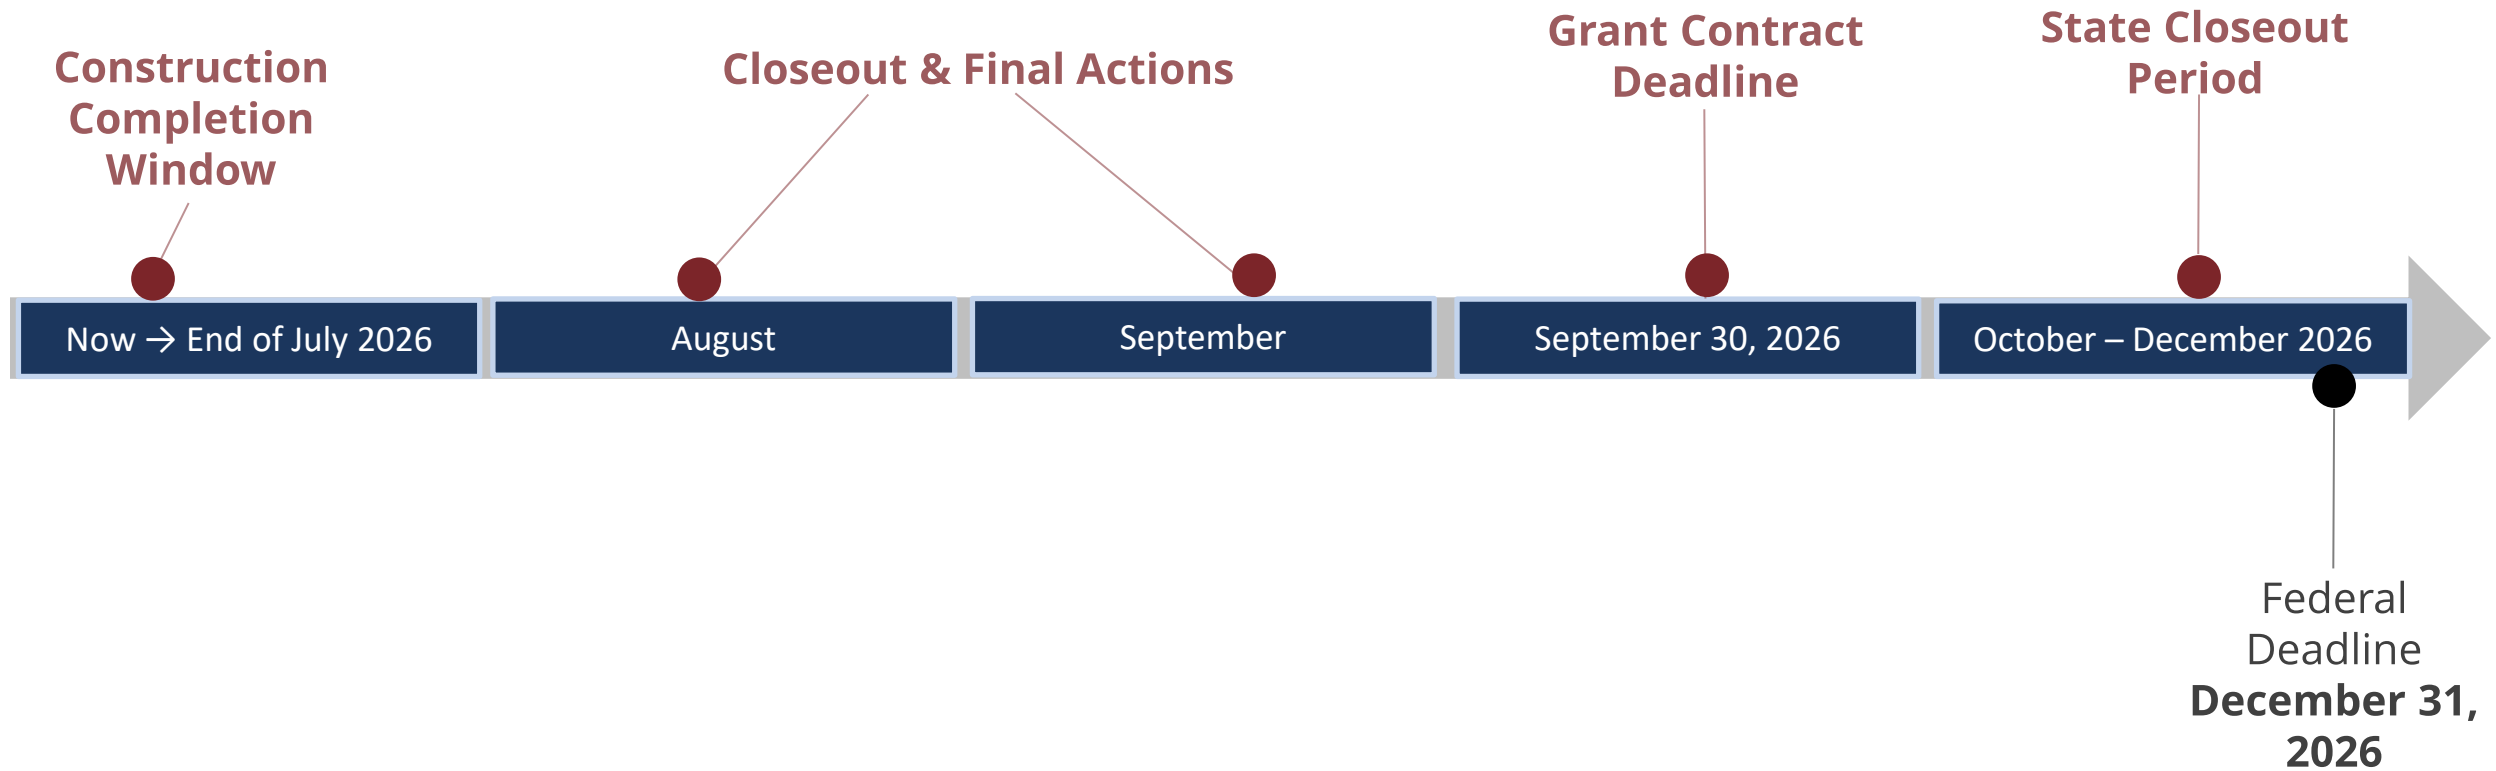 Construction
Completion
Window
Closeout & Final Actions
Grant Contract
Deadline
State Closeout
Period
Now → End of July 2026
August
September
September 30, 2026
October – December 2026
Federal
Deadline
December 31,
2026